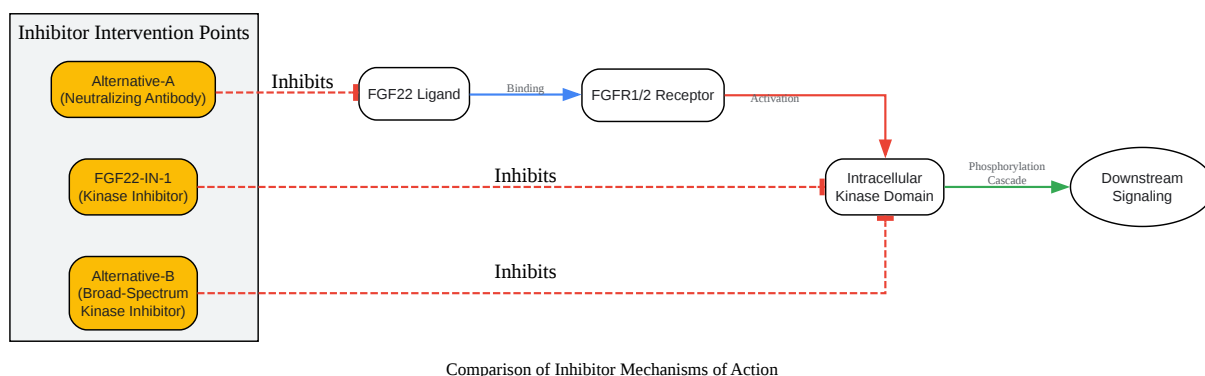 Inhibitor Intervention Points
Alternative-A
(Neutralizing Antibody)
Inhibits
FGF22 Ligand
Binding
FGFR1/2 Receptor
Activation
FGF22-IN-1
(Kinase Inhibitor)
Inhibits
Intracellular
Kinase Domain
Phosphorylation
Cascade
Downstream
Signaling
Alternative-B
(Broad-Spectrum
Kinase Inhibitor)
Inhibits
Comparison of Inhibitor Mechanisms of Action